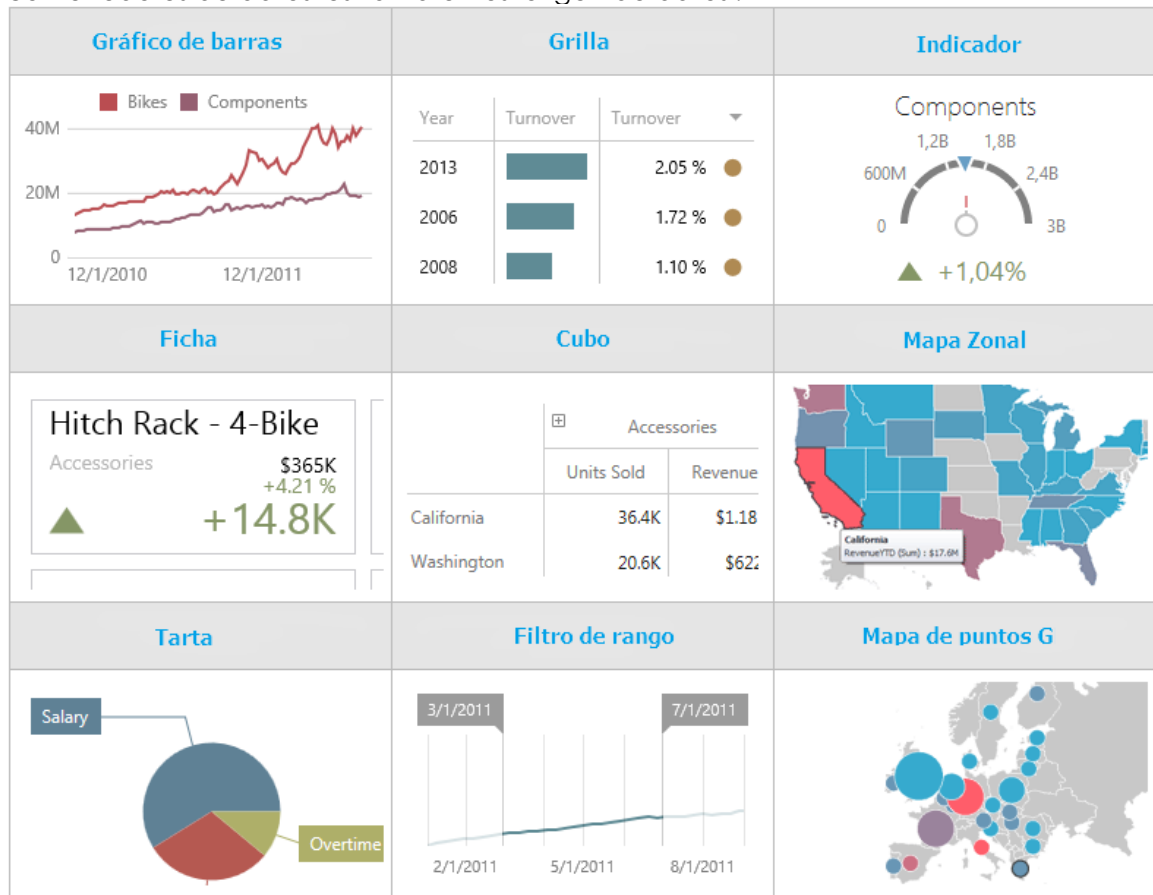 Gráfico de barras
Grilla
Indicador
Bikes Components
40M
20M
0
12/1/2010 12/1/2011
Year Turnover Turnover
2013 2.05 %
2006 1.72 %
2008 1.10 %
Components
0
600M
1,2B
1,8B
2,4B
3B
+1,04%
Ficha
Cubo
Mapa Zonal
Hitch Rack - 4-Bike
Accessories $365K
+4.21 %
+14.8K
Accessories
Units Sold Revenue
California 36.4K $1.18
Washington 20.6K $622
California
RevenueYTD (Sum) : $17.6M
Tarta
Filtro de rango
Mapa de puntos G
Salary
Overtime
3/1/2011 7/1/2011
2/1/2011 5/1/2011 8/1/2011